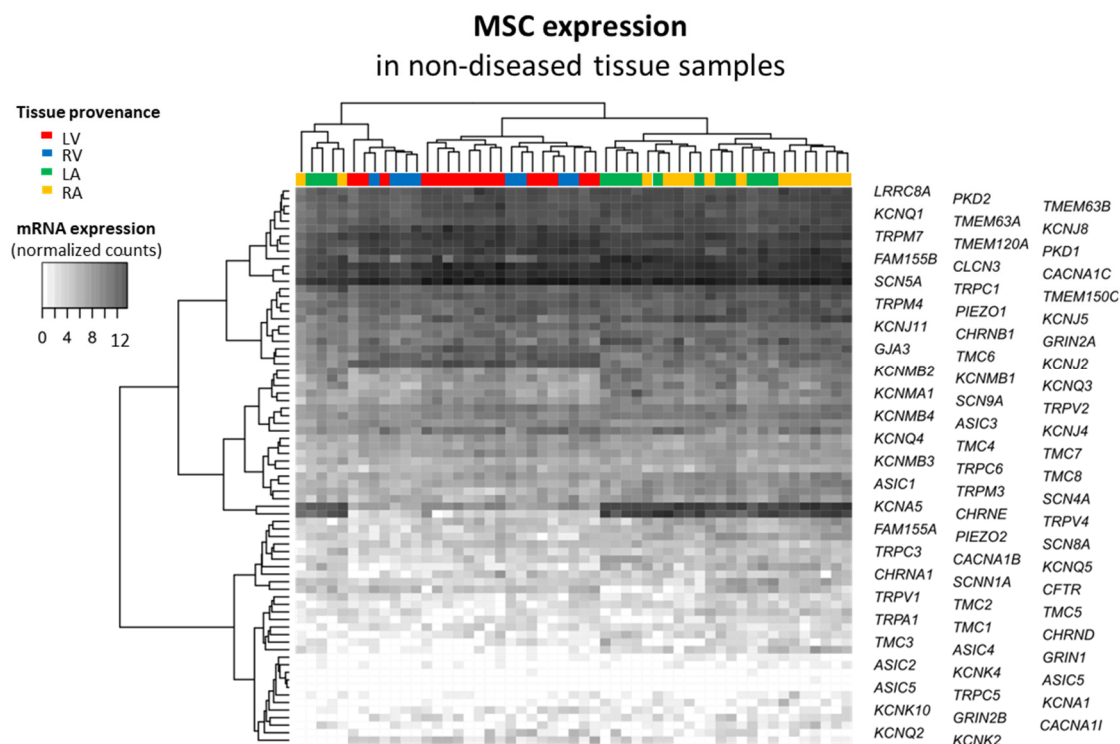 MSC expression
in non-diseased tissue samples
Tissue provenance
LV
RV
LA
RA
mRNA expression
(normalized counts)
0 4 8 12
LRRC8A
PKD2
TMEM63B
KCNQ1
TMEM63A
KCNJ8
TRPM7
TMEM120A
PKD1
FAM155B
CLCN3
CACNA1C
SCN5A
TRPC1
TMEM150C
TRPM4
PIEZO1
KCNJ5
KCNJ11
CHRNB1
GRIN2A
GJA3
TMC6
KCNJ2
KCNMB2
KCNMB1
KCNQ3
KCNMA1
SCN9A
TRPV2
KCNMB4
ASIC3
KCNJ4
KCNQ4
TMC4
TMC7
KCNMB3
TRPC6
TMC8
ASIC1
TRPM3
SCN4A
KCNA5
CHRNE
TRPV4
FAM155A
PIEZO2
SCN8A
TRPC3
CACNA1B
KCNQ5
CHRNA1
SCNN1A
CFTR
TRPV1
TMC2
TMC5
TRPA1
TMC1
CHRND
TMC3
ASIC4
GRIN1
ASIC2
KCNK4
ASIC5
ASIC5
TRPC5
KCNA1
KCNK10
GRIN2B
CACNA1I
KCNQ2
KCNK2